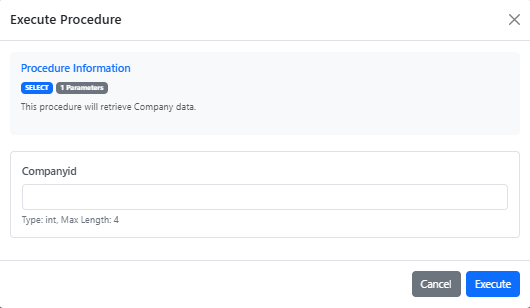 Execute Procedure
Procedure Information
SELECT 1 Parameters
This procedure will retrieve Company data.
Companyid
Type: int, Max Length: 4
Cancel Execute